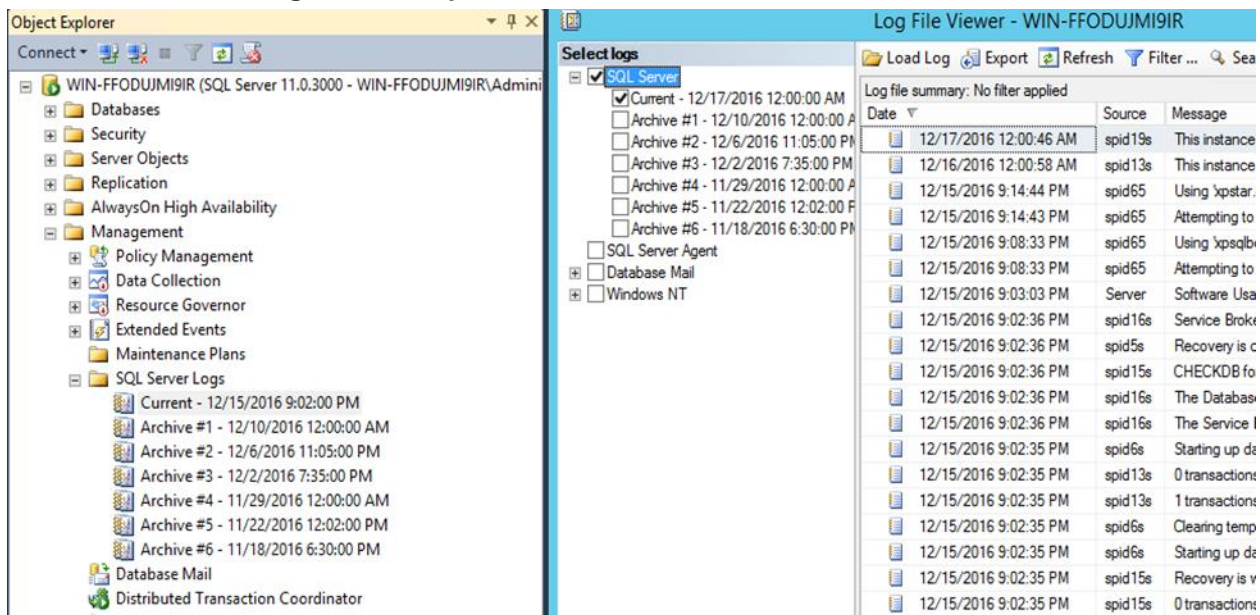 Object Explorer
Connect
WIN-FFODUJMI9IR (SQL Server 11.0.3000 - WIN-FFODUJMI9IR\Admini
Databases
Security
Server Objects
Replication
AlwaysOn High Availability
Management
Policy Management
Data Collection
Resource Governor
Extended Events
Maintenance Plans
SQL Server Logs
Current - 12/15/2016 9:02:00 PM
Archive #1 - 12/10/2016 12:00:00 AM
Archive #2 - 12/6/2016 11:05:00 PM
Archive #3 - 12/2/2016 7:35:00 PM
Archive #4 - 11/29/2016 12:00:00 AM
Archive #5 - 11/22/2016 12:02:00 PM
Archive #6 - 11/18/2016 6:30:00 PM
Database Mail
Distributed Transaction Coordinator
Log File Viewer - WIN-FFODUJMI9IR
Select logs
SQL Server
Current - 12/17/2016 12:00:00 AM
Archive #1 - 12/10/2016 12:00:00 A
Archive #2 - 12/6/2016 11:05:00 PM
Archive #3 - 12/2/2016 7:35:00 PM
Archive #4 - 11/29/2016 12:00:00 A
Archive #5 - 11/22/2016 12:02:00 P
Archive #6 - 11/18/2016 6:30:00 PM
SQL Server Agent
Database Mail
Windows NT
Load Log Export Refresh Filter ... Sea
Log file summary: No filter applied
Date Source Message
12/17/2016 12:00:46 AM spid19s This instance
12/16/2016 12:00:58 AM spid13s This instance
12/15/2016 9:14:44 PM spid65 Using 'xpstar.
12/15/2016 9:14:43 PM spid65 Attempting to
12/15/2016 9:08:33 PM spid65 Using 'xpsqlb
12/15/2016 9:08:33 PM spid65 Attempting to
12/15/2016 9:03:03 PM Server Software Usa
12/15/2016 9:02:36 PM spid16s Service Broke
12/15/2016 9:02:36 PM spid5s Recovery is c
12/15/2016 9:02:36 PM spid15s CHECKDB fo
12/15/2016 9:02:36 PM spid16s The Database
12/15/2016 9:02:36 PM spid16s The Service
12/15/2016 9:02:35 PM spid6s Starting up da
12/15/2016 9:02:35 PM spid13s 0 transactions
12/15/2016 9:02:35 PM spid13s 1 transactions
12/15/2016 9:02:35 PM spid6s Clearing temp
12/15/2016 9:02:35 PM spid6s Starting up da
12/15/2016 9:02:35 PM spid15s Recovery is w
12/15/2016 9:02:35 PM spid15s 0 transactions